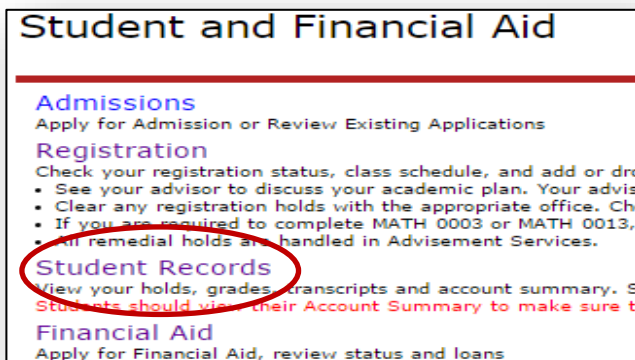 Student and Financial Aid
Admissions
Apply for Admission or Review Existing Applications
Registration
Check your registration status, class schedule, and add or
• See your advisor to discuss your academic plan. Your
• Clear any registration holds with the appropriate office.
• If you are required to complete MATH 0003 or MATH 0013,
• All remedial holds are handled in Advisement Services.
Student Records
View your holds, grades, transcripts and account summary.
Students should view their Account Summary to make sure
Financial Aid
Apply for Financial Aid, review status and loans